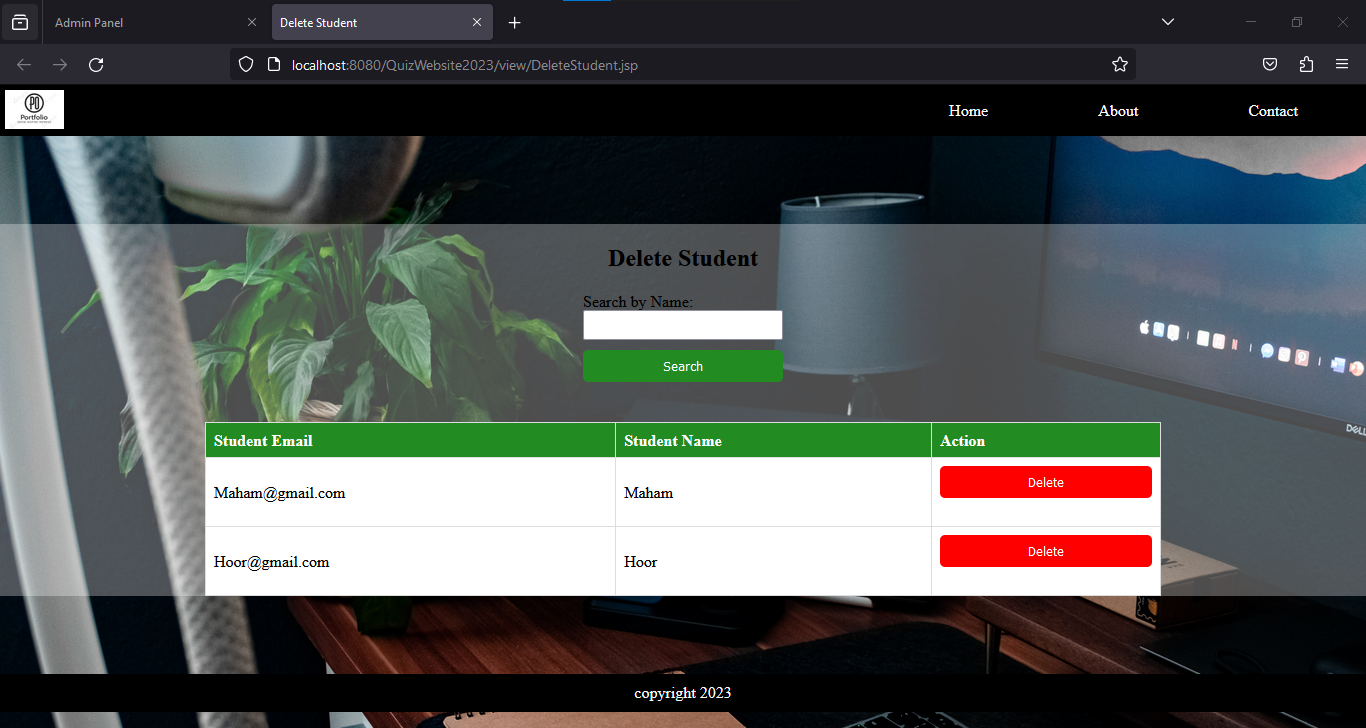 Admin Panel
Delete Student
localhost:8080/QuizWebsite2023/view/DeleteStudent.jsp
PO
Portfolio
Home
About
Contact
Delete Student
Search by Name:
Search
Student Email
Student Name
Action
Maham@gmail.com
Maham
Delete
Hoor@gmail.com
Hoor
Delete
DELL
copyright 2023